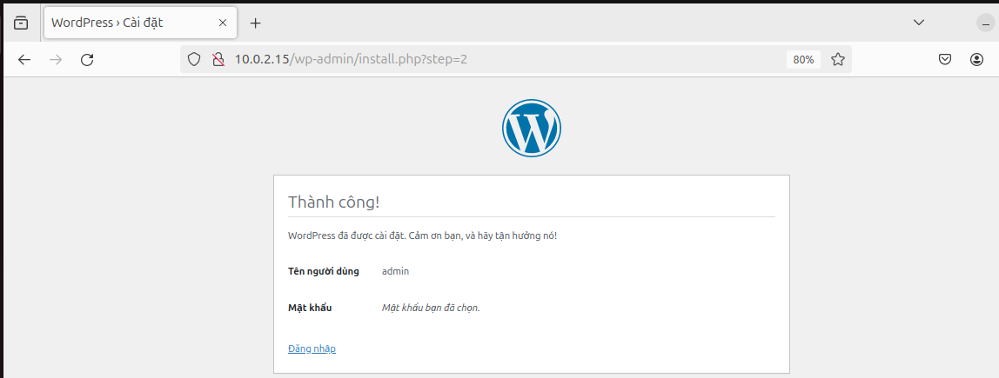 WordPress › Cài đặt
10.0.2.15/wp-admin/install.php?step=2
80%
Thành công!
WordPress đã được cài đặt. Cảm ơn bạn, và hãy tận hưởng nó!
Tên người dùng admin
Mật khẩu Mật khẩu bạn đã chọn.
Đăng nhập